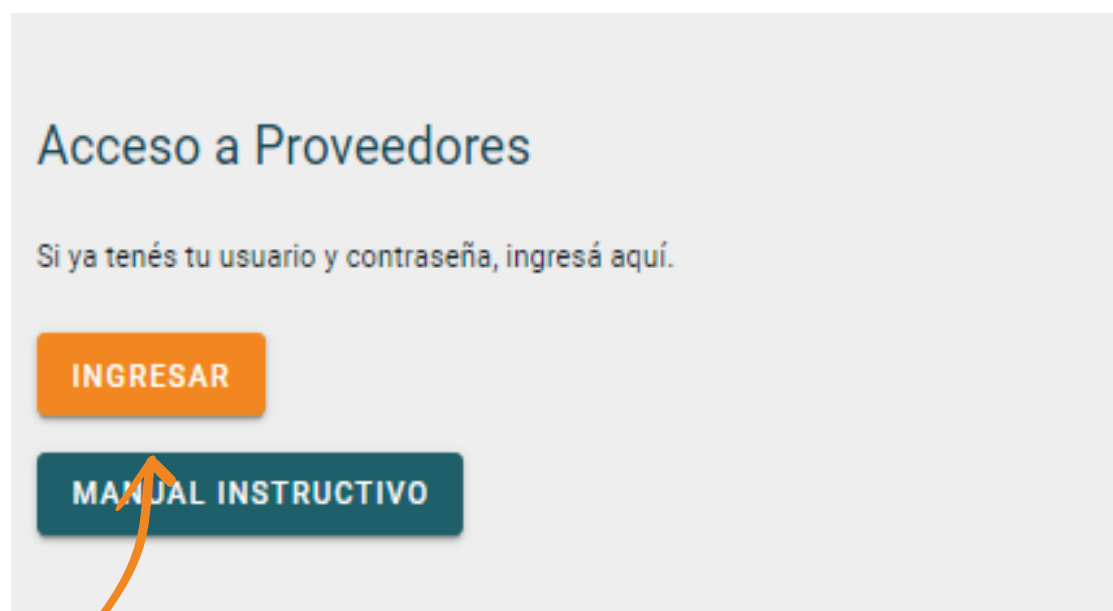 Acceso a Proveedores
Si ya tenés tu usuario y contraseña, ingresá aquí.
INGRESAR
MANUAL INSTRUCTIVO